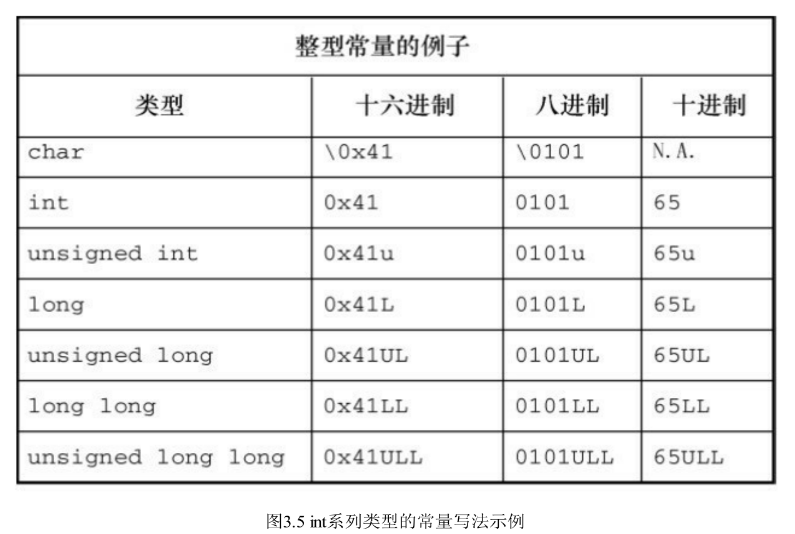 整型常量的例子
类型 十六进制 八进制 十进制
char \0x41 \0101 N.A.
int 0x41 0101 65
unsigned int 0x41u 0101u 65u
long 0x41L 0101L 65L
unsigned long 0x41UL 0101UL 65UL
long long 0x41LL 0101LL 65LL
unsigned long long 0x41ULL 0101ULL 65ULL
图3.5 int系列类型的常量写法示例